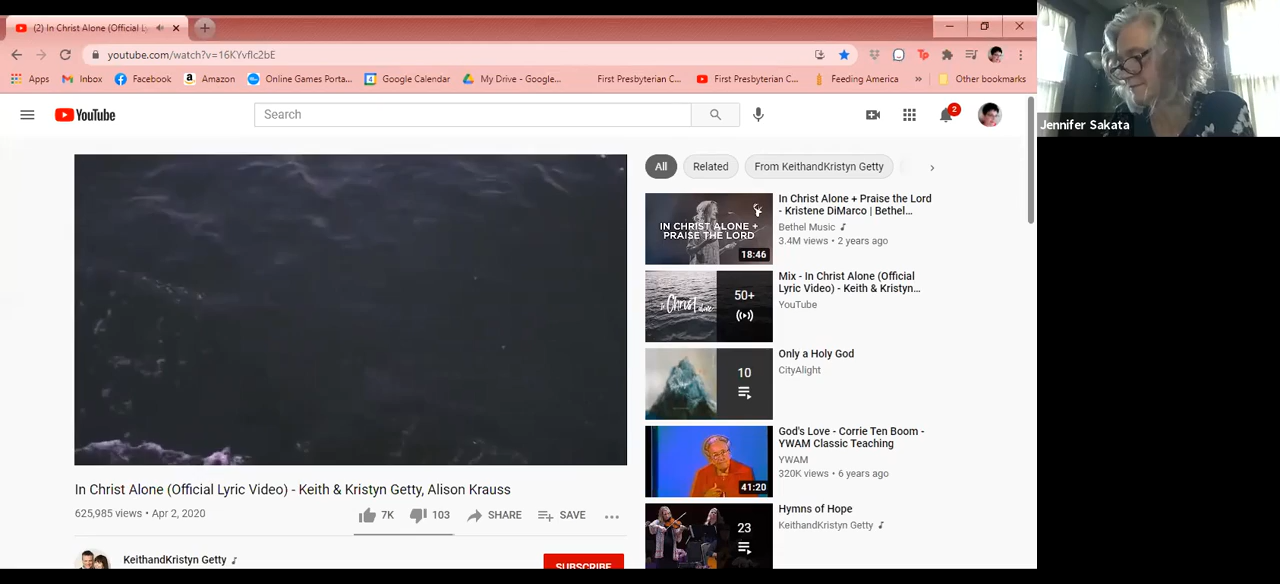 (2) In Christ Alone (Official Ly
youtube.com/watch?v=16KYvfIc2bE
Apps
Inbox
Facebook
Amazon
Online Games Porta...
Google Calendar
My Drive - Google...
First Presbyterian C...
First Presbyterian C...
Feeding America
»
Other bookmarks
YouTube
Search
2
Jennifer Sakata
All
Related
From KeithandKristyn Getty
IN CHRIST ALONE +
PRAISE THE LORD
18:46
In Christ Alone + Praise the Lord
- Kristene DiMarco | Bethel...
Bethel Music
3.4M views • 2 years ago
In Christ alone
50+
Mix - In Christ Alone (Official
Lyric Video) - Keith & Kristyn...
YouTube
10
Only a Holy God
CityAlight
41:20
God's Love - Corrie Ten Boom -
YWAM Classic Teaching
YWAM
320K views • 6 years ago
23
Hymns of Hope
KeithandKristyn Getty
In Christ Alone (Official Lyric Video) - Keith & Kristyn Getty, Alison Krauss
625,985 views • Apr 2, 2020
7K
103
SHARE
SAVE
...
KeithandKristyn Getty
SUBSCRIBE